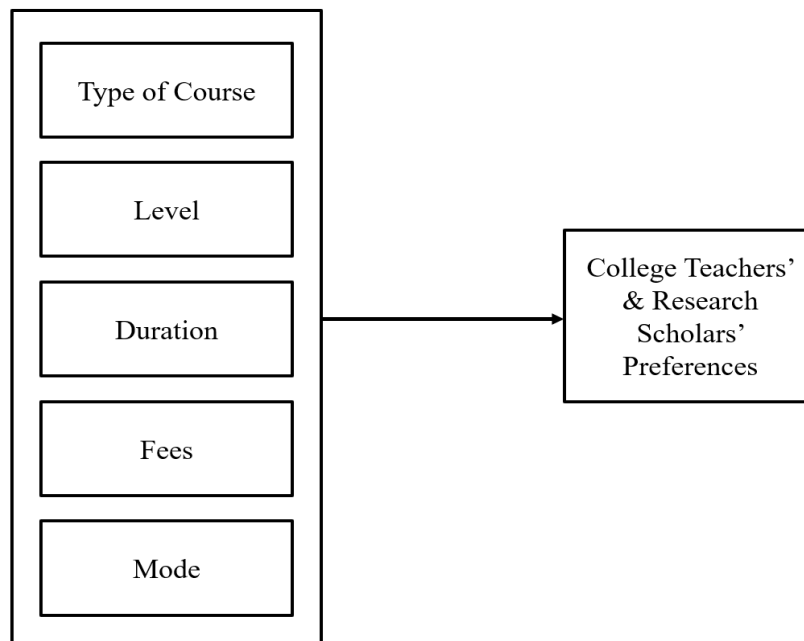 Type of Course
Level
Duration
Fees
Mode
College Teachers’
& Research
Scholars’
Preferences